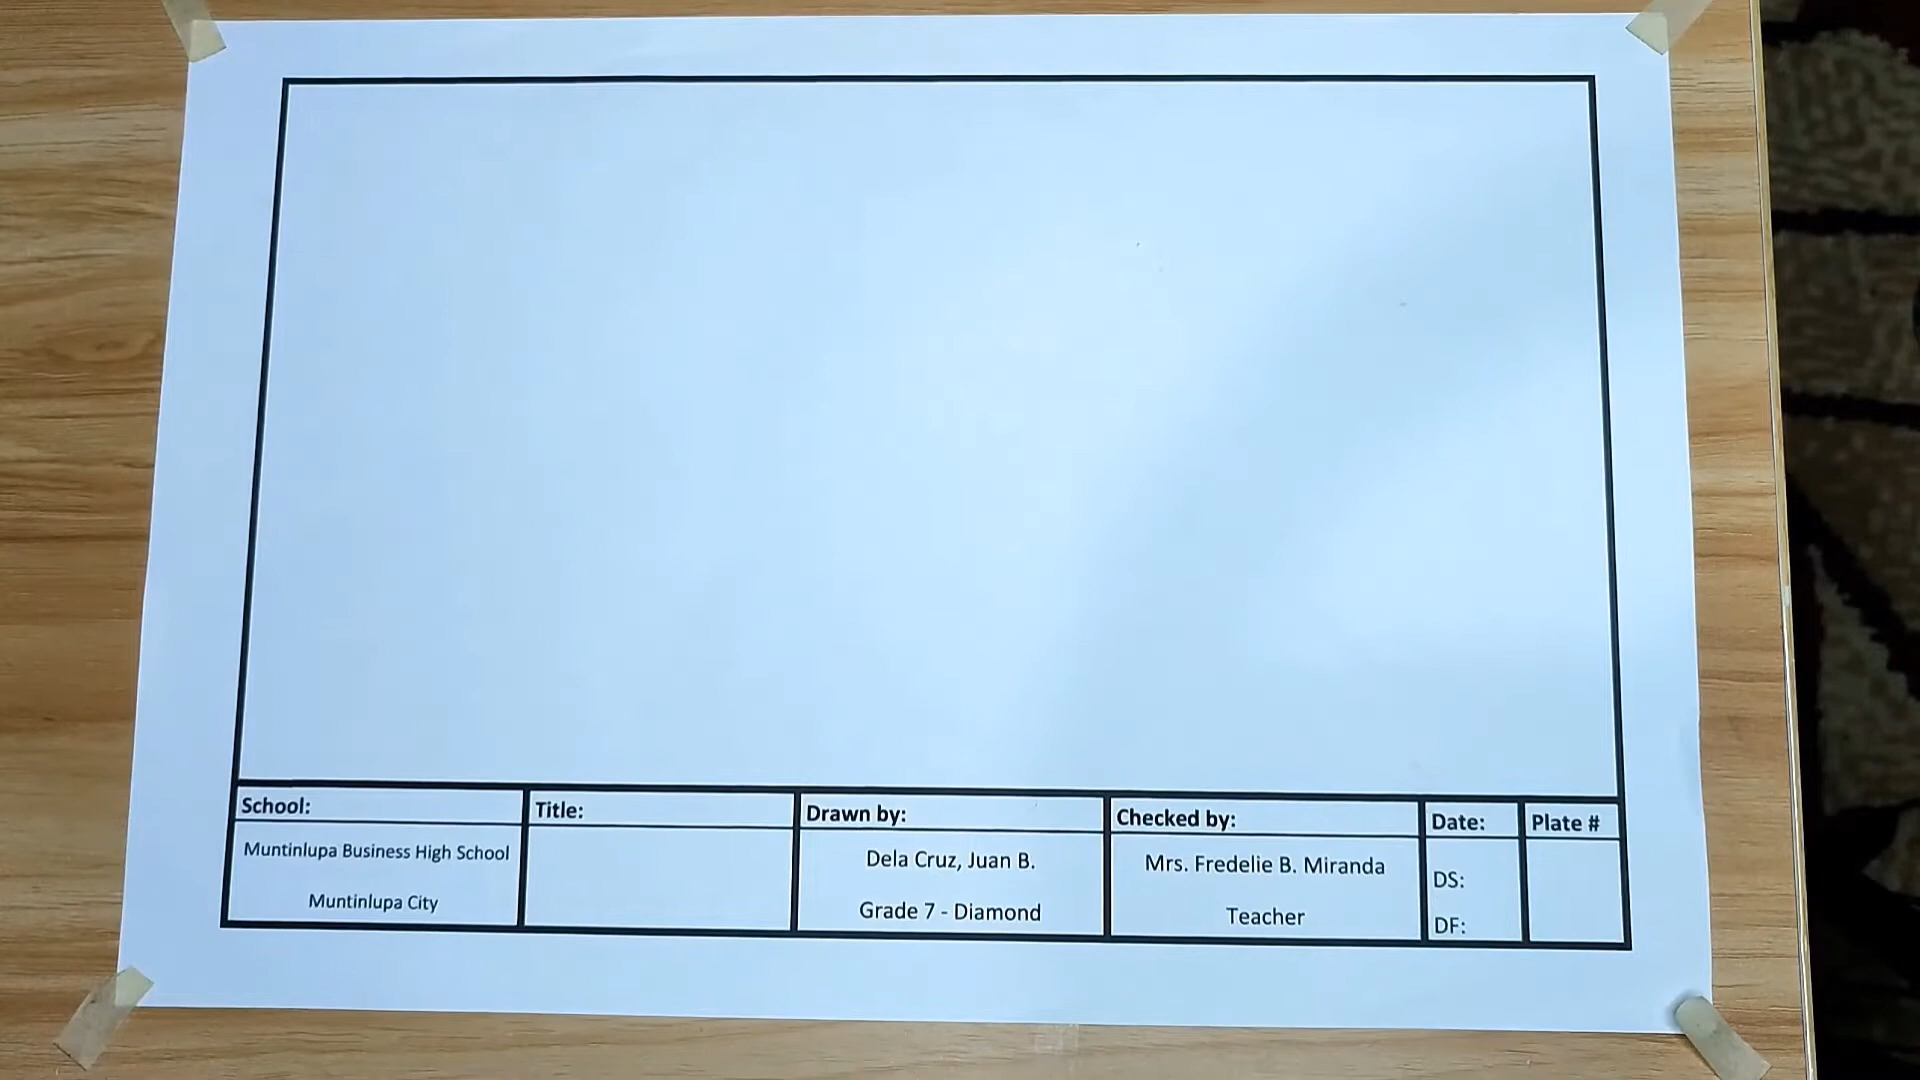 School:
Muntinlupa Business High School
Muntinlupa City
Title:
Drawn by:
Dela Cruz, Juan B.
Grade 7 - Diamond
Checked by:
Mrs. Fredelie B. Miranda
Teacher
Date:
DS:
DF:
Plate #